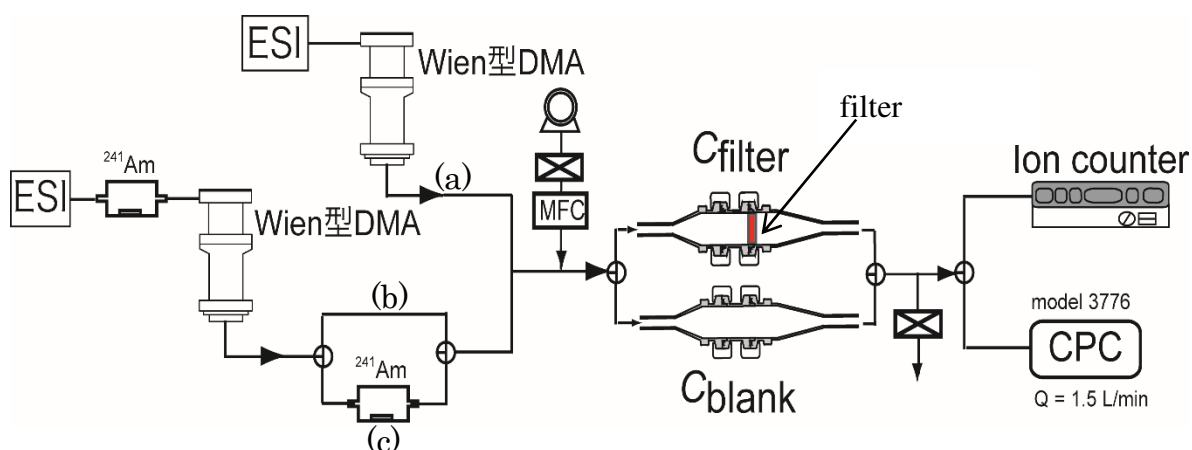 ESI
Wien型DMA
(a)
241Am
ESI
Wien型DMA
(b)
241Am
(c)
MFC
filter
Cfilter
Cblank
Ion counter
model 3776
CPC
Q = 1.5 L/min